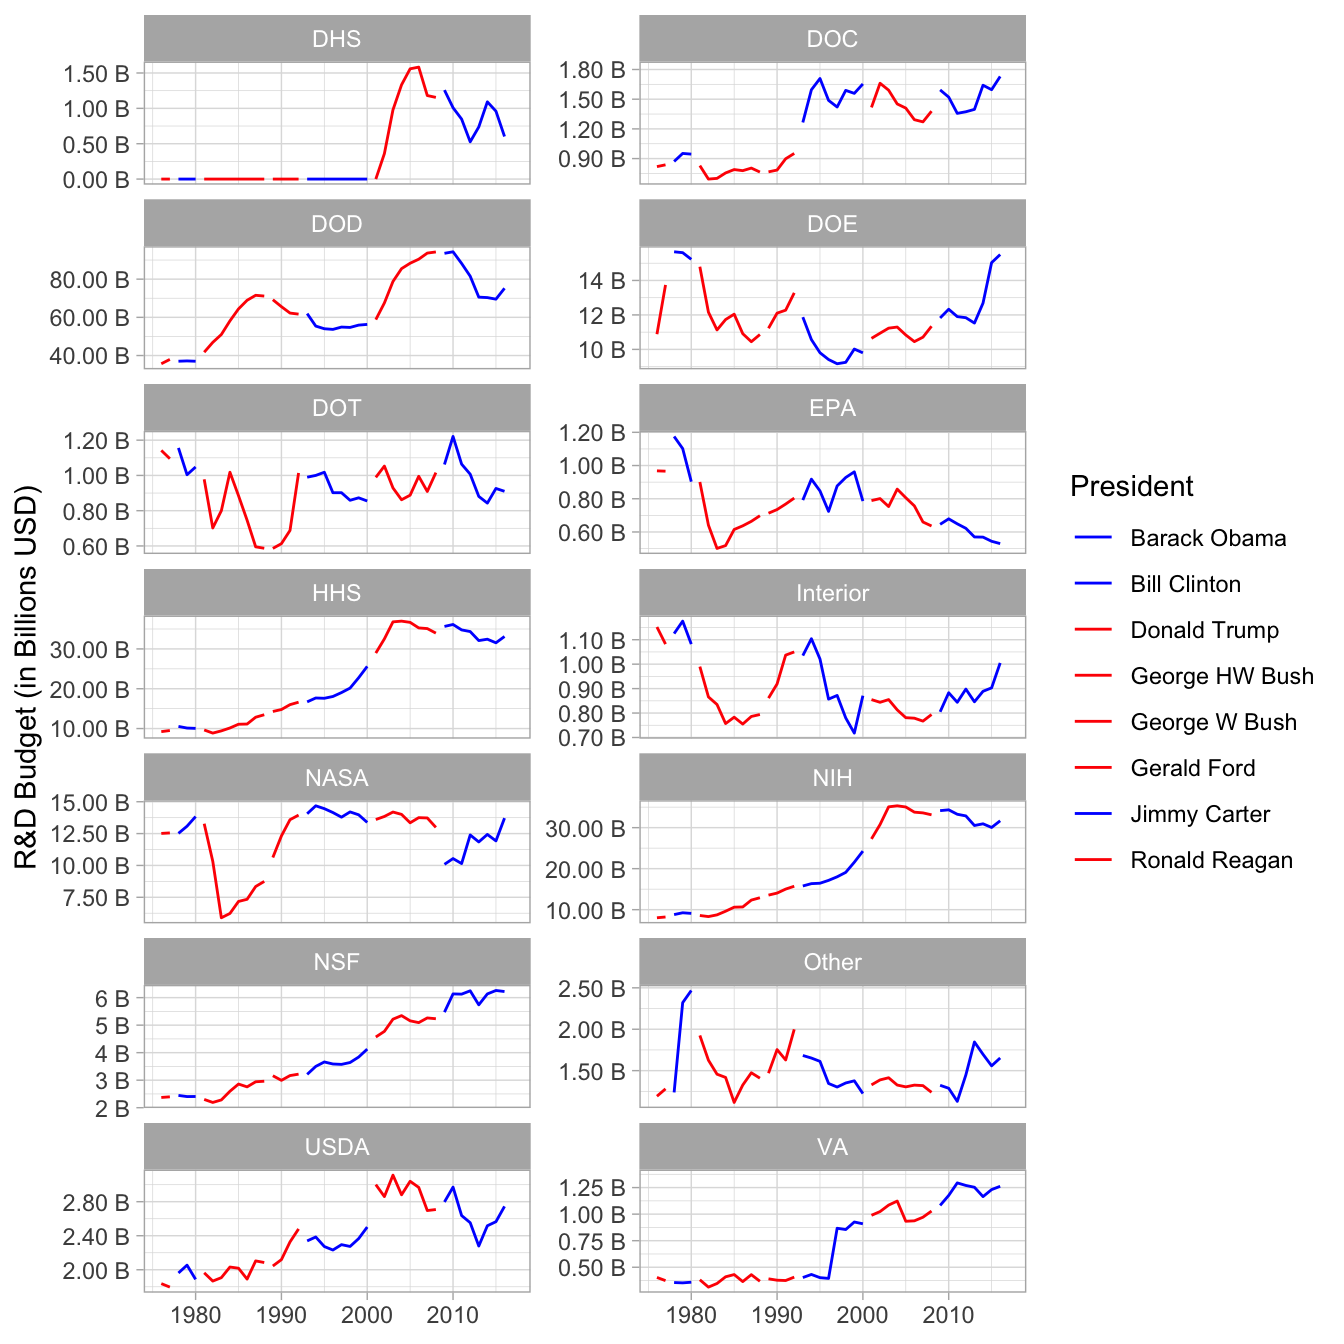 DHS
1.50 B
1.00 B
0.50 B
0.00 B
DOC
1.80 B
1.50 B
1.20 B
0.90 B
DOD
80.00 B
60.00 B
40.00 B
DOE
14 B
12 B
10 B
DOT
1.20 B
1.00 B
0.80 B
0.60 B
EPA
1.20 B
1.00 B
0.80 B
0.60 B
HHS
30.00 B
20.00 B
10.00 B
Interior
1.10 B
1.00 B
0.90 B
0.80 B
0.70 B
NASA
15.00 B
12.50 B
10.00 B
7.50 B
NIH
30.00 B
20.00 B
10.00 B
NSF
6 B
5 B
4 B
3 B
2 B
Other
2.50 B
2.00 B
1.50 B
USDA
2.80 B
2.40 B
2.00 B
VA
1.25 B
1.00 B
0.75 B
0.50 B
1980 1990 2000 2010
1980 1990 2000 2010
R&D Budget (in Billions USD)
President
Barack Obama
Bill Clinton
Donald Trump
George HW Bush
George W Bush
Gerald Ford
Jimmy Carter
Ronald Reagan